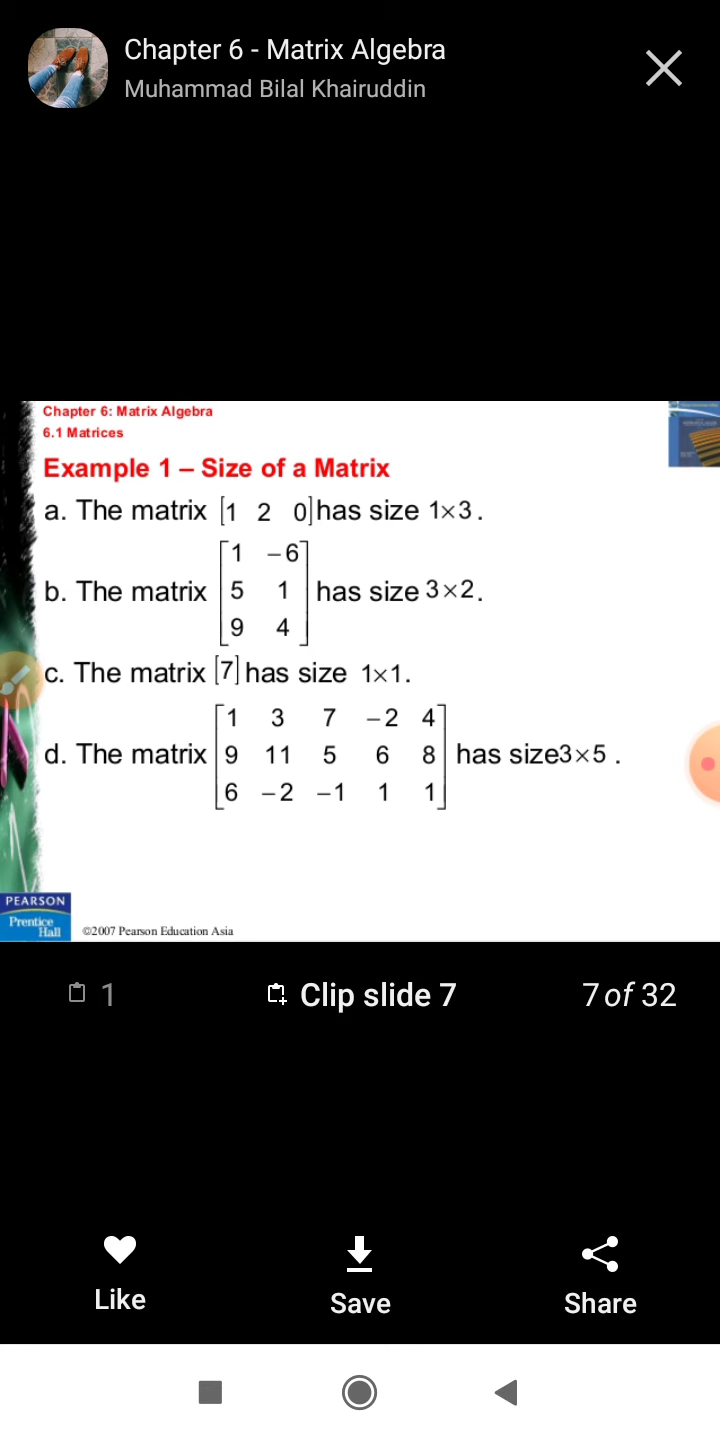 Chapter 6 - Matrix Algebra
Muhammad Bilal Khairuddin
Chapter 6: Matrix Algebra
6.1 Matrices
Example 1 – Size of a Matrix
a. The matrix [1 2 0] has size 1×3.
1 −6
b. The matrix 5 1 has size 3×2.
9 4
c. The matrix [7] has size 1×1.
1 3 7 −2 4
d. The matrix 9 11 5 6 8 has size3×5 .
6 −2 −1 1 1
PEARSON
Prentice
Hall
©2007 Pearson Education Asia
1
Clip slide 7
7 of 32
Like
Save
Share